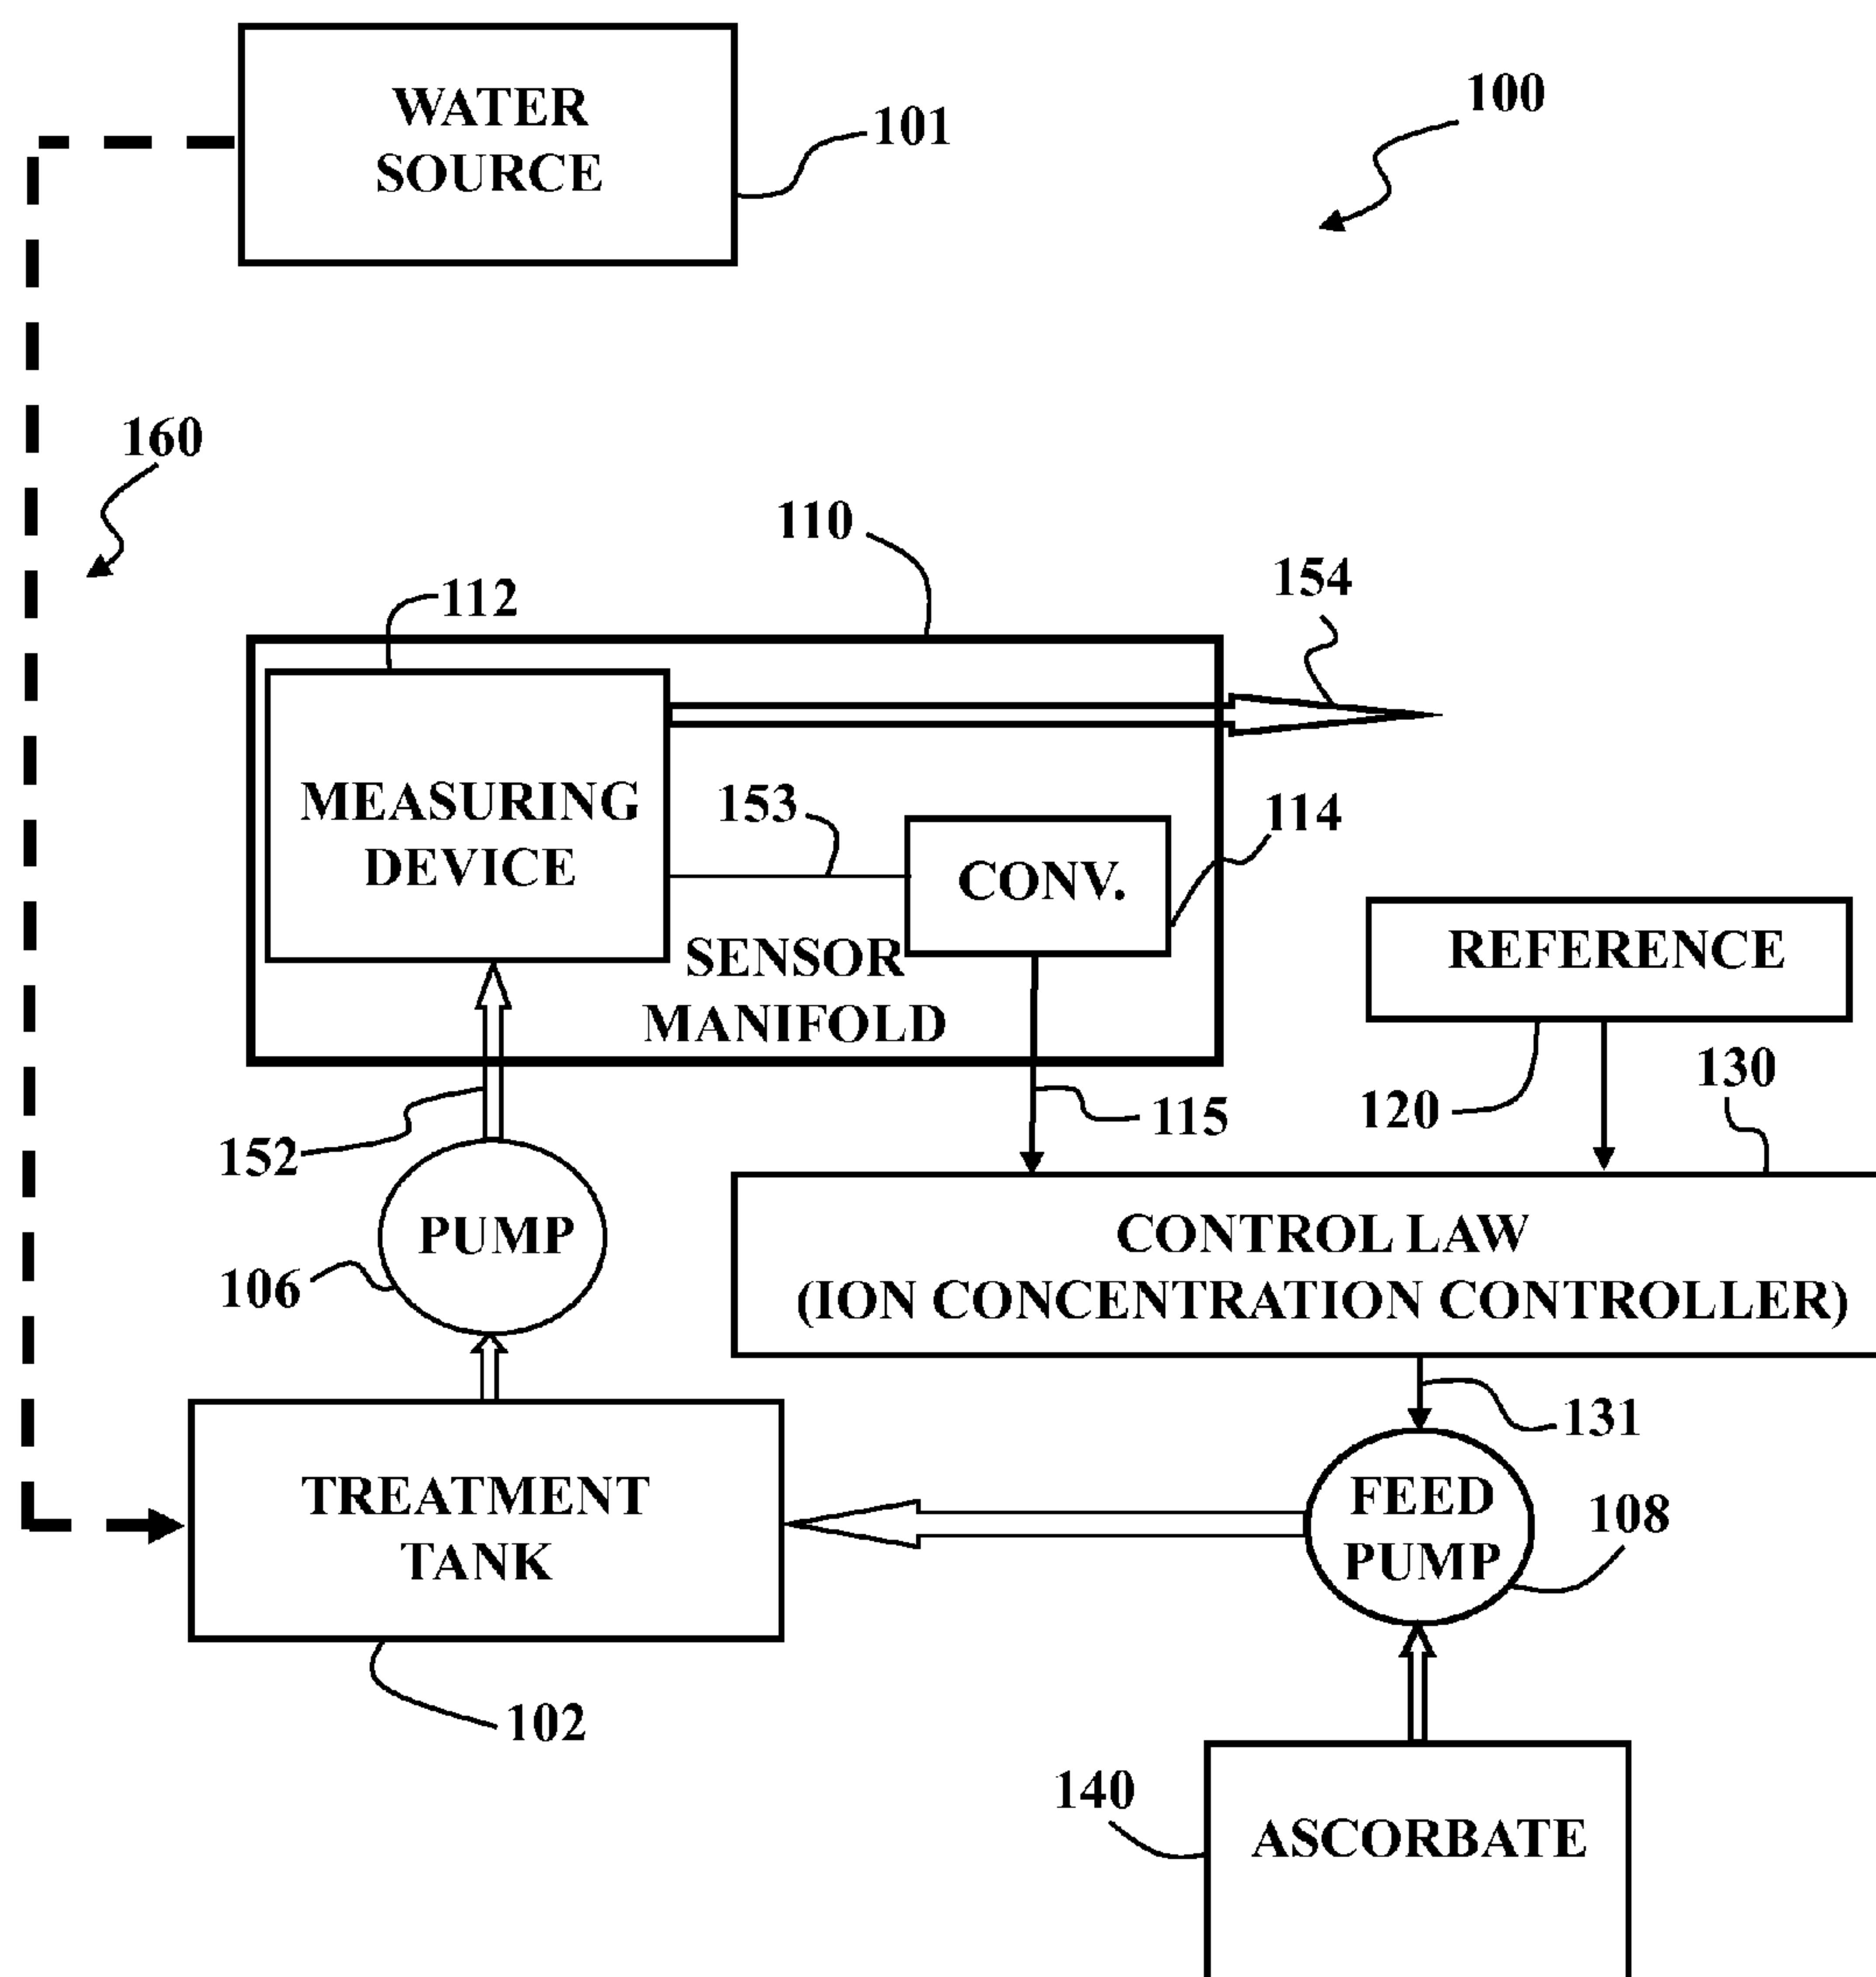 WATER
SOURCE
101
100
160
110
154
112
MEASURING
DEVICE
153
114
CONV.
SENSOR
MANIFOLD
REFERENCE
130
120
115
152
PUMP
106
CONTROL LAW
(ION CONCENTRATION CONTROLLER)
131
TREATMENT
TANK
FEED
PUMP
108
102
140
ASCORBATE